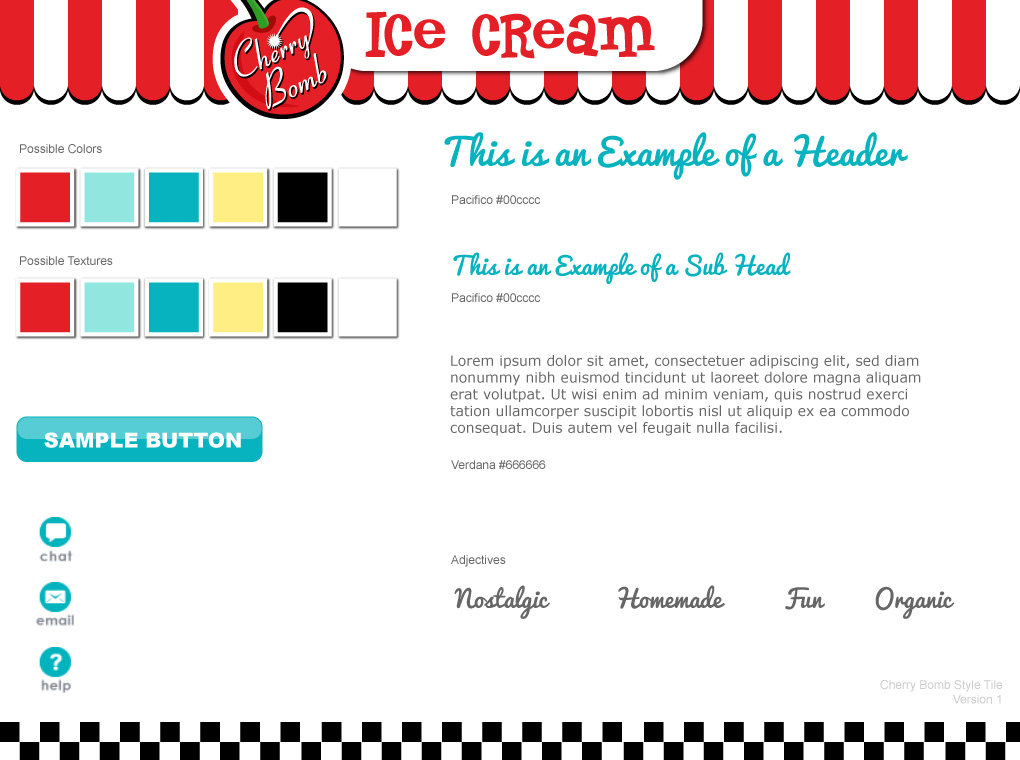 Cherry
Bomb
Ice Cream
Possible Colors
Possible Textures
SAMPLE BUTTON
chat
email
help
This is an Example of a Header
Pacifico #00cccc
This is an Example of a Sub Head
Pacifico #00cccc
Lorem ipsum dolor sit amet, consectetuer adipiscing elit, sed diam
nonummy nibh euismod tincidunt ut laoreet dolore magna aliquam
erat volutpat. Ut wisi enim ad minim veniam, quis nostrud exerci
tation ullamcorper suscipit lobortis nisl ut aliquip ex ea commodo
consequat. Duis autem vel feugait nulla facilisi.
Verdana #666666
Adjectives
Nostalgic Homemade Fun Organic
Cherry Bomb Style Tile
Version 1